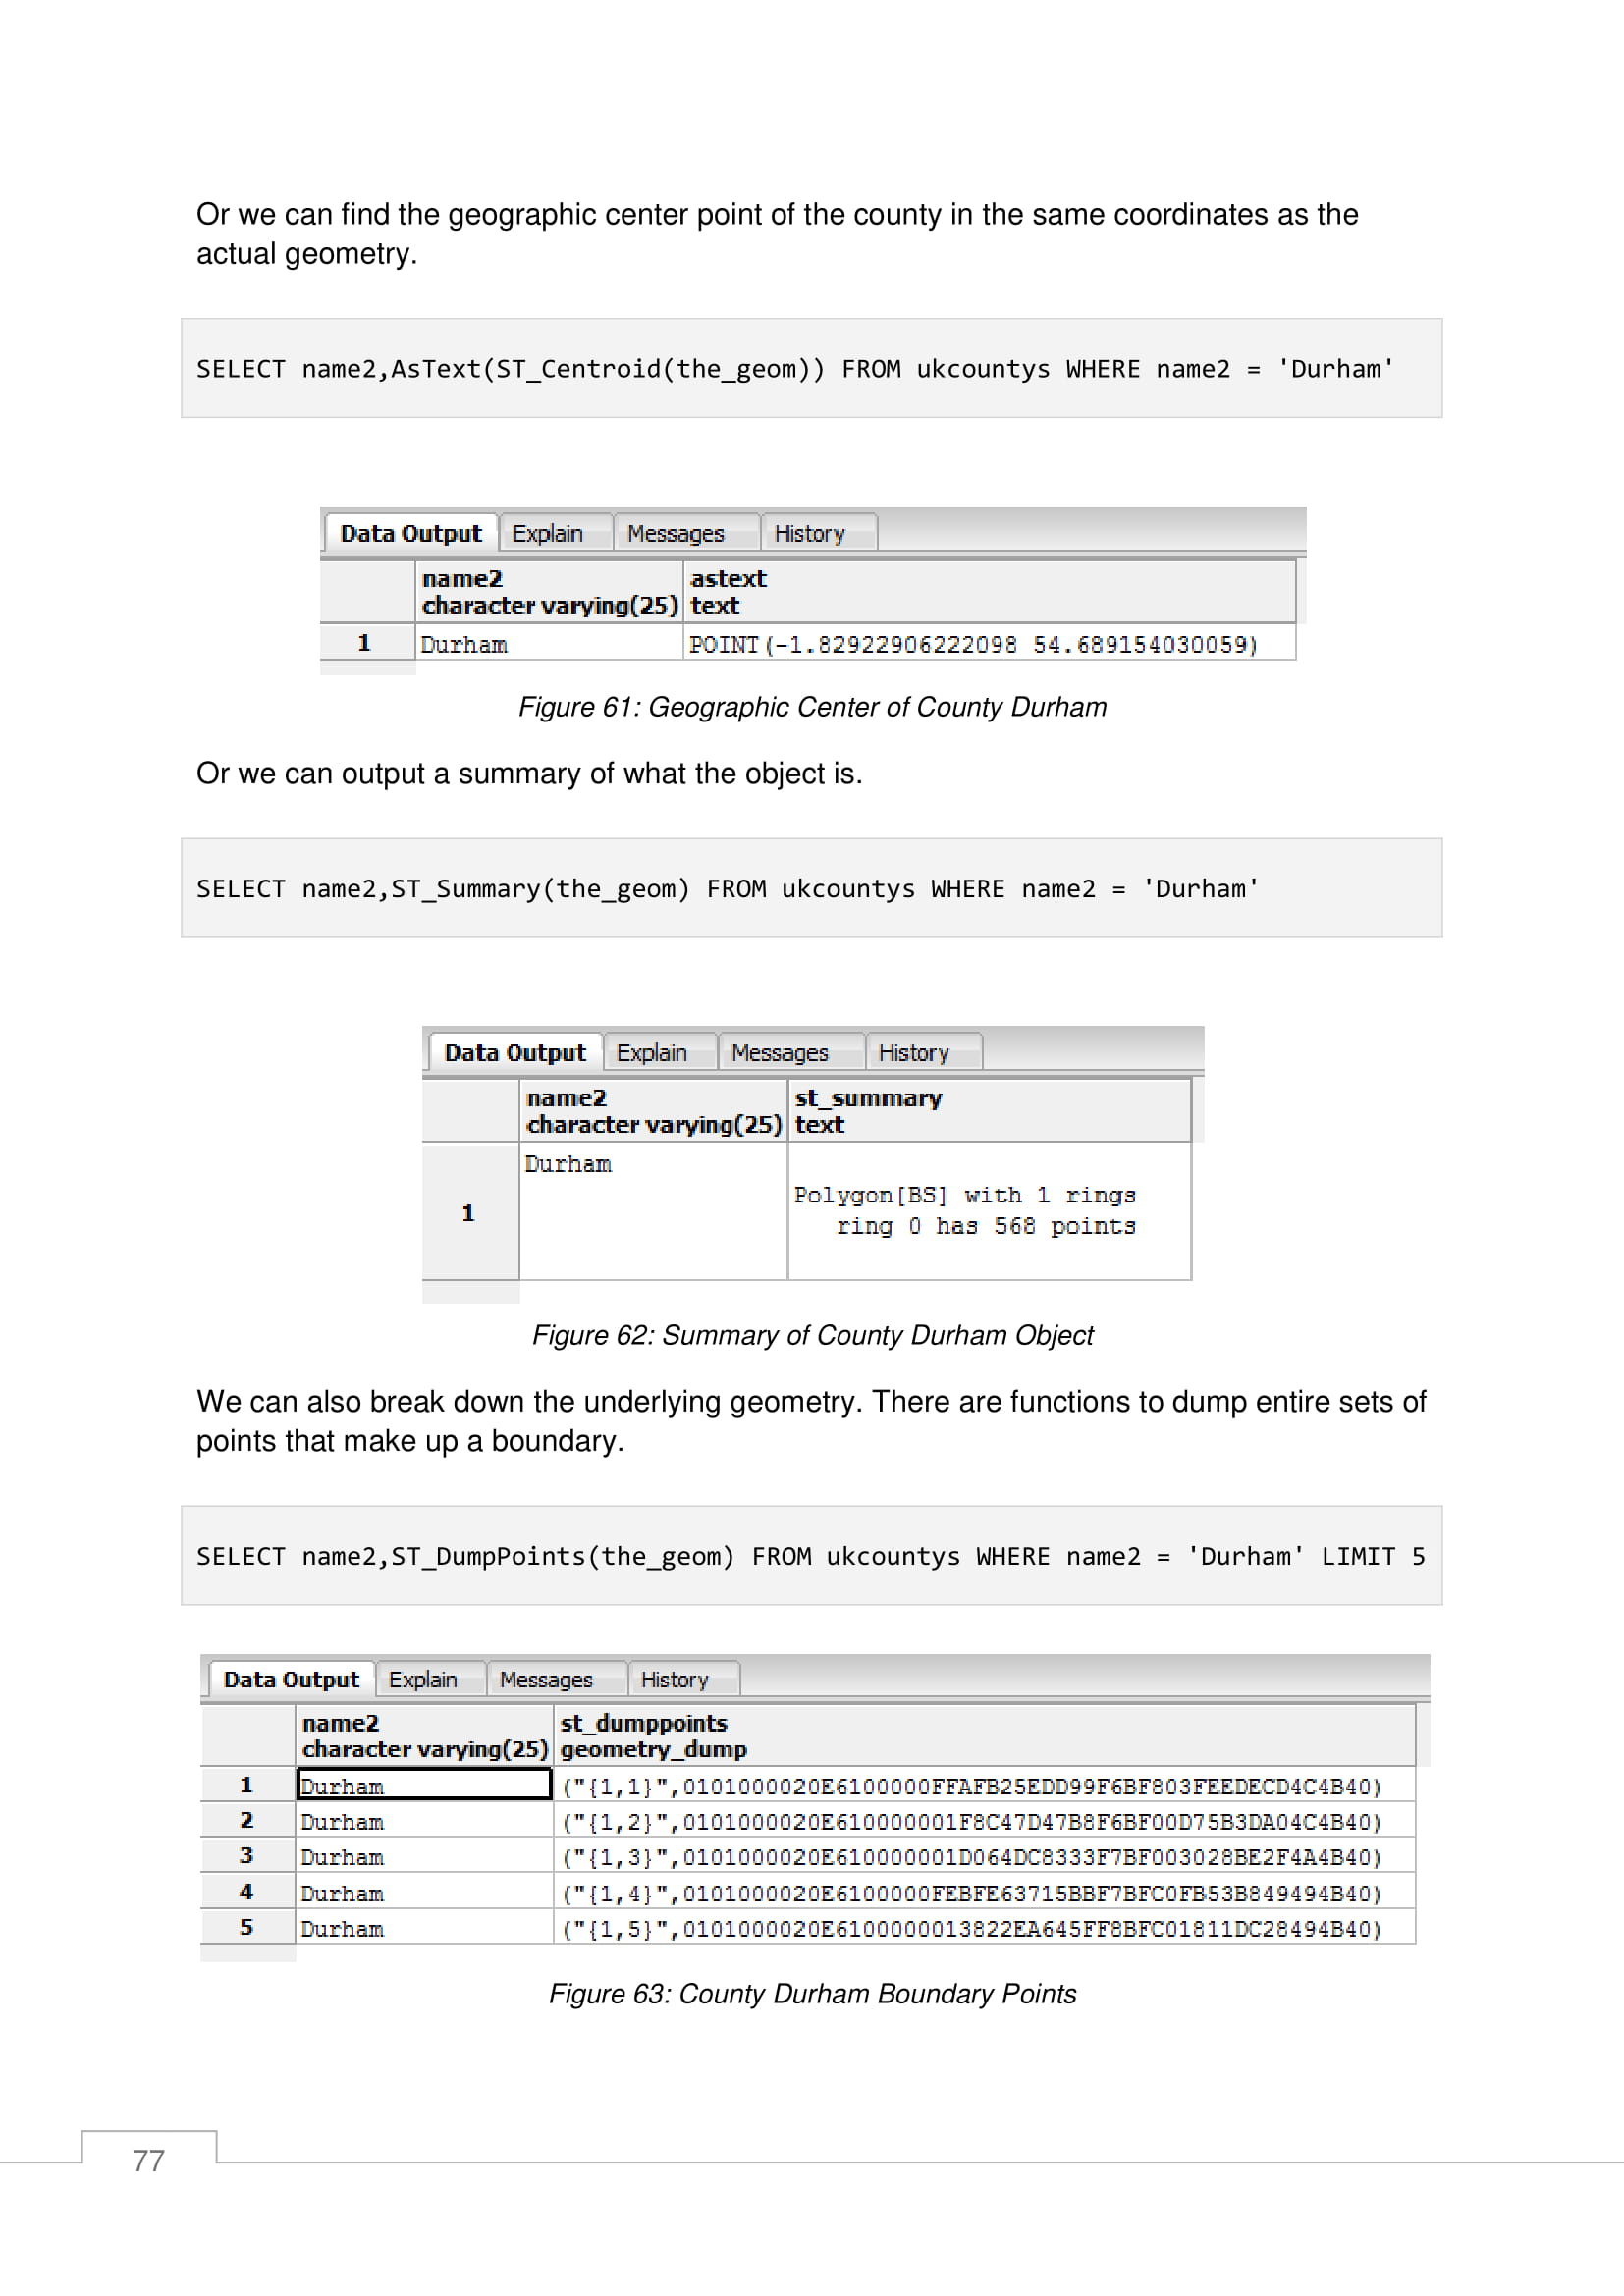 Or we can find the geographic center point of the county in the same coordinates as the
actual geometry.
SELECT name2,AsText(ST_Centroid(the_geom)) FROM ukcountys WHERE name2 = 'Durham'
Data Output Explain Messages History
name2 astext
character varying(25) text
1 Durham POINT(-1.82922906222098 54.689154030059)
Figure 61: Geographic Center of County Durham
Or we can output a summary of what the object is.
SELECT name2,ST_Summary(the_geom) FROM ukcountys WHERE name2 = 'Durham'
Data Output Explain Messages History
name2 st_summary
character varying(25) text
Durham
Polygon[BS] with 1 rings
1
ring 0 has 568 points
Figure 62: Summary of County Durham Object
We can also break down the underlying geometry. There are functions to dump entire sets of
points that make up a boundary.
SELECT name2,ST_DumpPoints(the_geom) FROM ukcountys WHERE name2 = 'Durham' LIMIT 5
Data Output Explain Messages History
name2 st_dumppoints
character varying(25) geometry_dump
1 Durham ("{1,1}",0101000020E6100000FFAFB25EDD99F6BF803FEEDECD4C4B40)
2 Durham ("{1,2}",0101000020E610000001F8C47D47B8F6BF00D75B3DA04C4B40)
3 Durham ("{1,3}",0101000020E610000001D064DC8333F7BF003028BE2F4A4B40)
4 Durham ("{1,4}",0101000020E6100000FEBFE63715BBF7BFC0FB53B849494B40)
5 Durham ("{1,5}",0101000020E6100000013822EA645FF8BFC01811DC28494B40)
Figure 63: County Durham Boundary Points
77